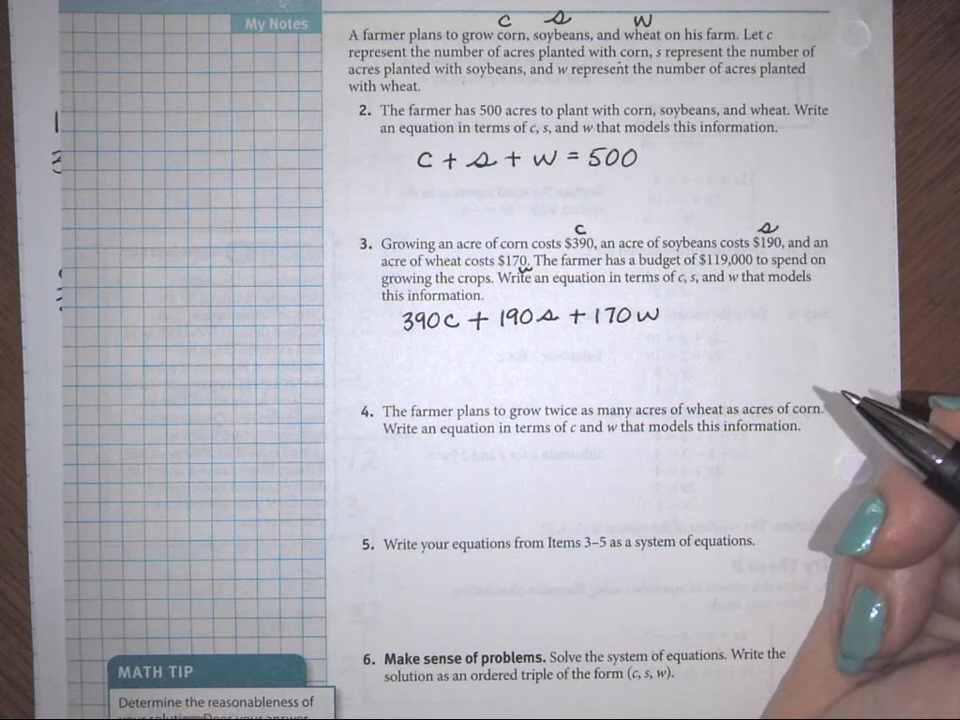 My Notes
c s w
A farmer plans to grow corn, soybeans, and wheat on his farm. Let c
represent the number of acres planted with corn, s represent the number of
acres planted with soybeans, and w represent the number of acres planted
with wheat.
2. The farmer has 500 acres to plant with corn, soybeans, and wheat. Write
an equation in terms of c, s, and w that models this information.
c + s + w = 500
c s
3. Growing an acre of corn costs $390, an acre of soybeans costs $190, and an
acre of wheat costs $170. The farmer has a budget of $119,000 to spend on
w
growing the crops. Write an equation in terms of c, s, and w that models
this information.
390c + 190s + 170w
4. The farmer plans to grow twice as many acres of wheat as acres of corn.
Write an equation in terms of c and w that models this information.
5. Write your equations from Items 3–5 as a system of equations.
6. Make sense of problems. Solve the system of equations. Write the
solution as an ordered triple of the form (c, s, w).
MATH TIP
Determine the reasonableness of